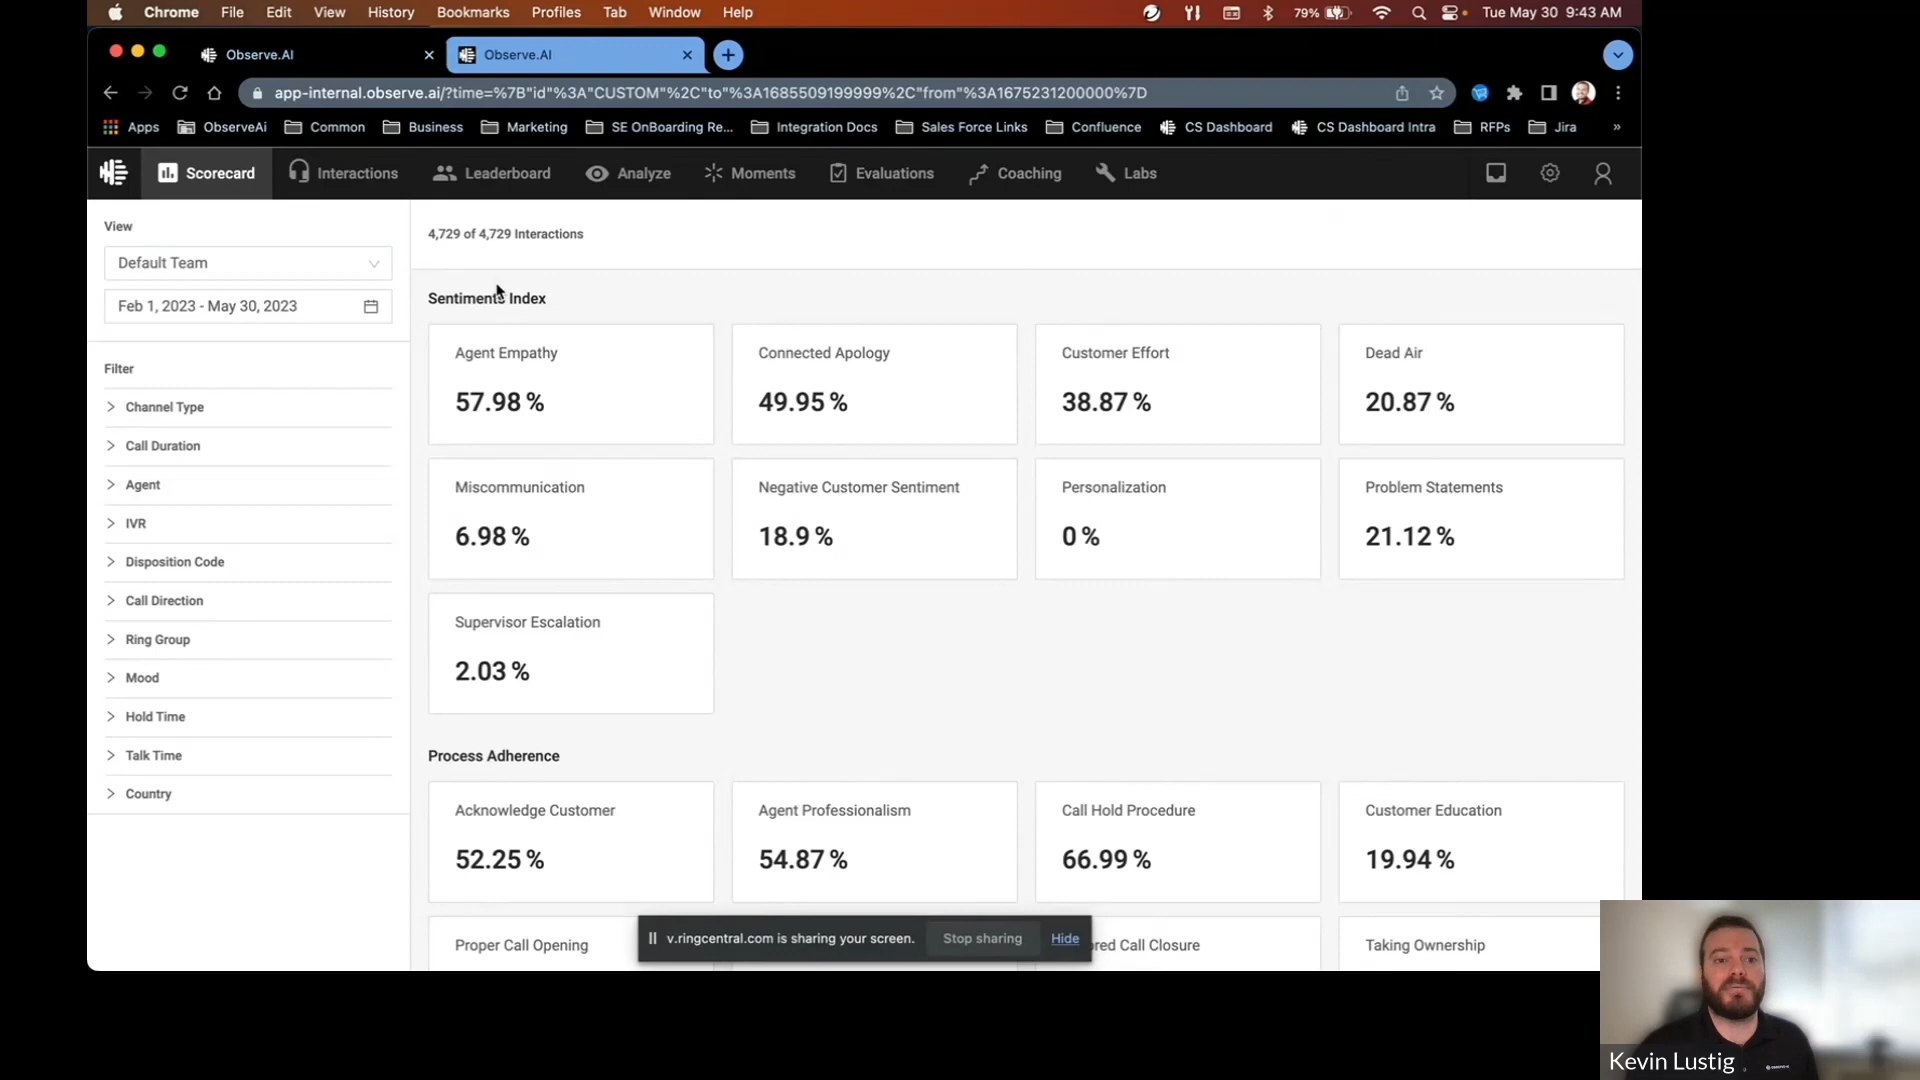 Chrome File Edit View History Bookmarks Profiles Tab Window Help 79% Tue May 30 9:43 AM
Observe.AI Observe.AI
app-internal.observe.ai/?time=%7B"id"%3A"CUSTOM"%2C"to"%3A1685509199999%2C"from"%3A1675231200000%7D
Apps ObserveAi Common Business Marketing SE OnBoarding Re... Integration Docs Sales Force Links Confluence CS Dashboard CS Dashboard Intra RFPs Jira »
Scorecard Interactions Leaderboard Analyze Moments Evaluations Coaching Labs
View
Default Team
Feb 1, 2023 - May 30, 2023
Filter
Channel Type
Call Duration
Agent
IVR
Disposition Code
Call Direction
Ring Group
Mood
Hold Time
Talk Time
Country
4,729 of 4,729 Interactions
Sentiments Index
Agent Empathy
57.98 %
Connected Apology
49.95 %
Customer Effort
38.87 %
Dead Air
20.87 %
Miscommunication
6.98 %
Negative Customer Sentiment
18.9 %
Personalization
0 %
Problem Statements
21.12 %
Supervisor Escalation
2.03 %
Process Adherence
Acknowledge Customer
52.25 %
Agent Professionalism
54.87 %
Call Hold Procedure
66.99 %
Customer Education
19.94 %
Proper Call Opening
ored Call Closure
Taking Ownership
v.ringcentral.com is sharing your screen. Stop sharing Hide
Kevin Lustig